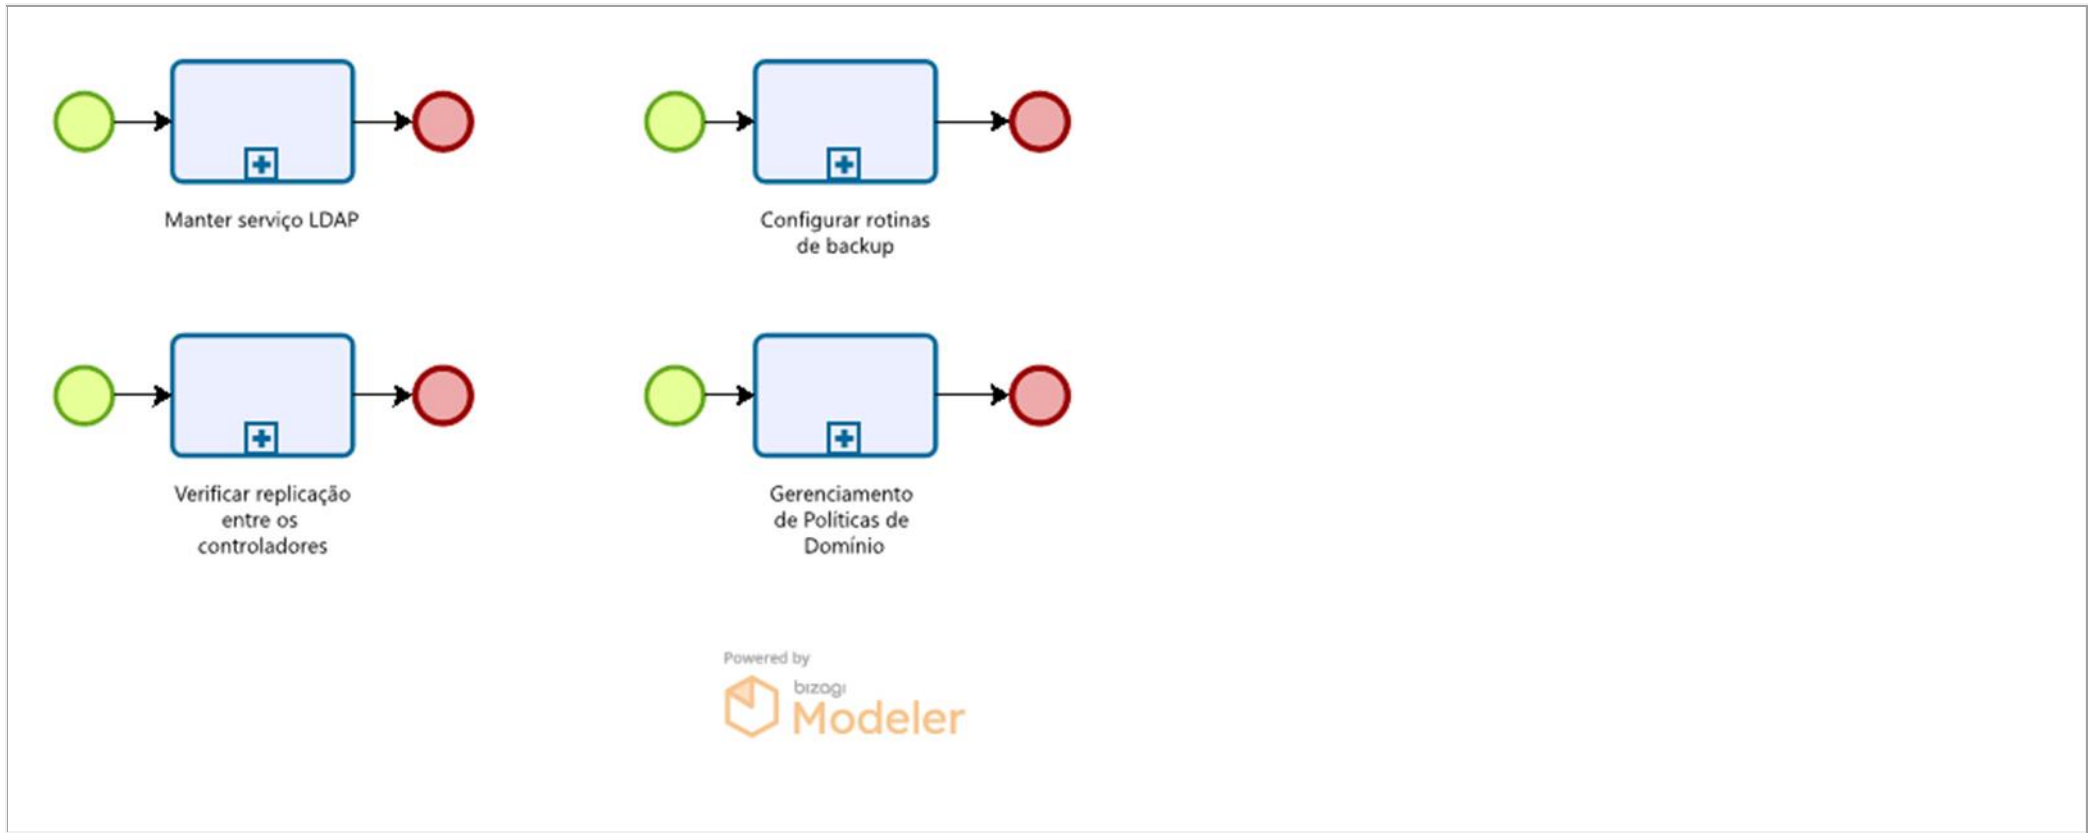 Manter serviço LDAP
Configurar rotinas
de backup
Verificar replicação
entre os
controladores
Gerenciamento
de Políticas de
Domínio
Powered by
bizagi
Modeler